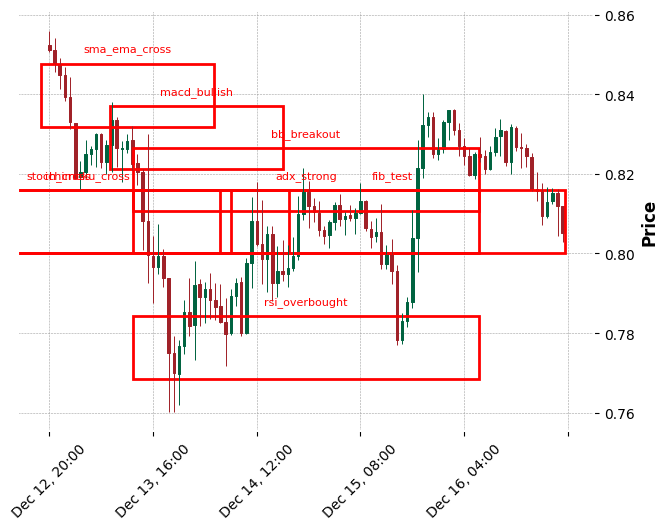 0.86
sma_ema_cross
macd_bullish
0.84
bb_breakout
ichimoku_cross
adx_strong
fib_test
0.82
0.80
rsi_overbought
0.78
0.76
Price
Dec 12, 20:00
Dec 13, 16:00
Dec 14, 12:00
Dec 15, 08:00
Dec 16, 04:00